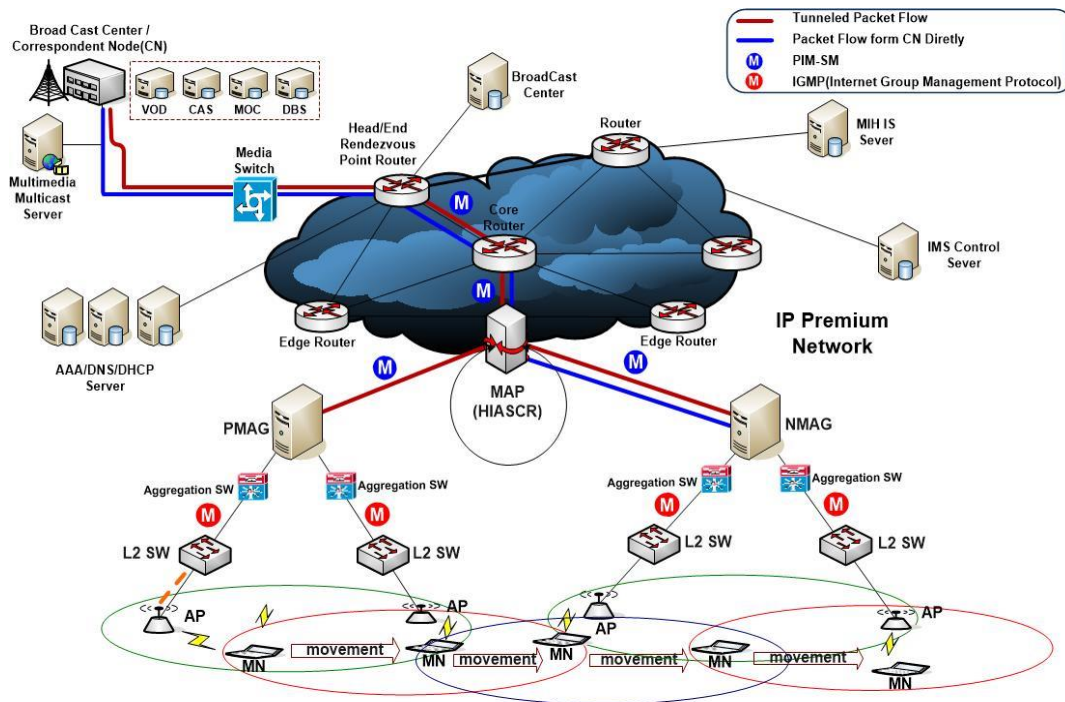 Broad Cast Center /
Correspondent Node(CN)
VOD
CAS
MOC
DBS
Multimedia
Multicast
Server
Media
Switch
Head/End
Rendezvous
Point Router
BroadCast
Center
Tunneled Packet Flow
Packet Flow form CN Diretly
M PIM-SM
M IGMP(Internet Group Management Protocol)
Router
MIH IS
Sever
M
Core
Router
IMS Control
Sever
M
AAA/DNS/DHCP
Server
Edge Router
Edge Router
IP Premium
Network
M
M
MAP
(HIASCR)
PMAG
NMAG
Aggregation SW
Aggregation SW
Aggregation SW
Aggregation SW
M
M
M
M
L2 SW
L2 SW
L2 SW
L2 SW
AP
AP
AP
AP
MN
movement
MN
movement
MN
movement
MN
movement
MN